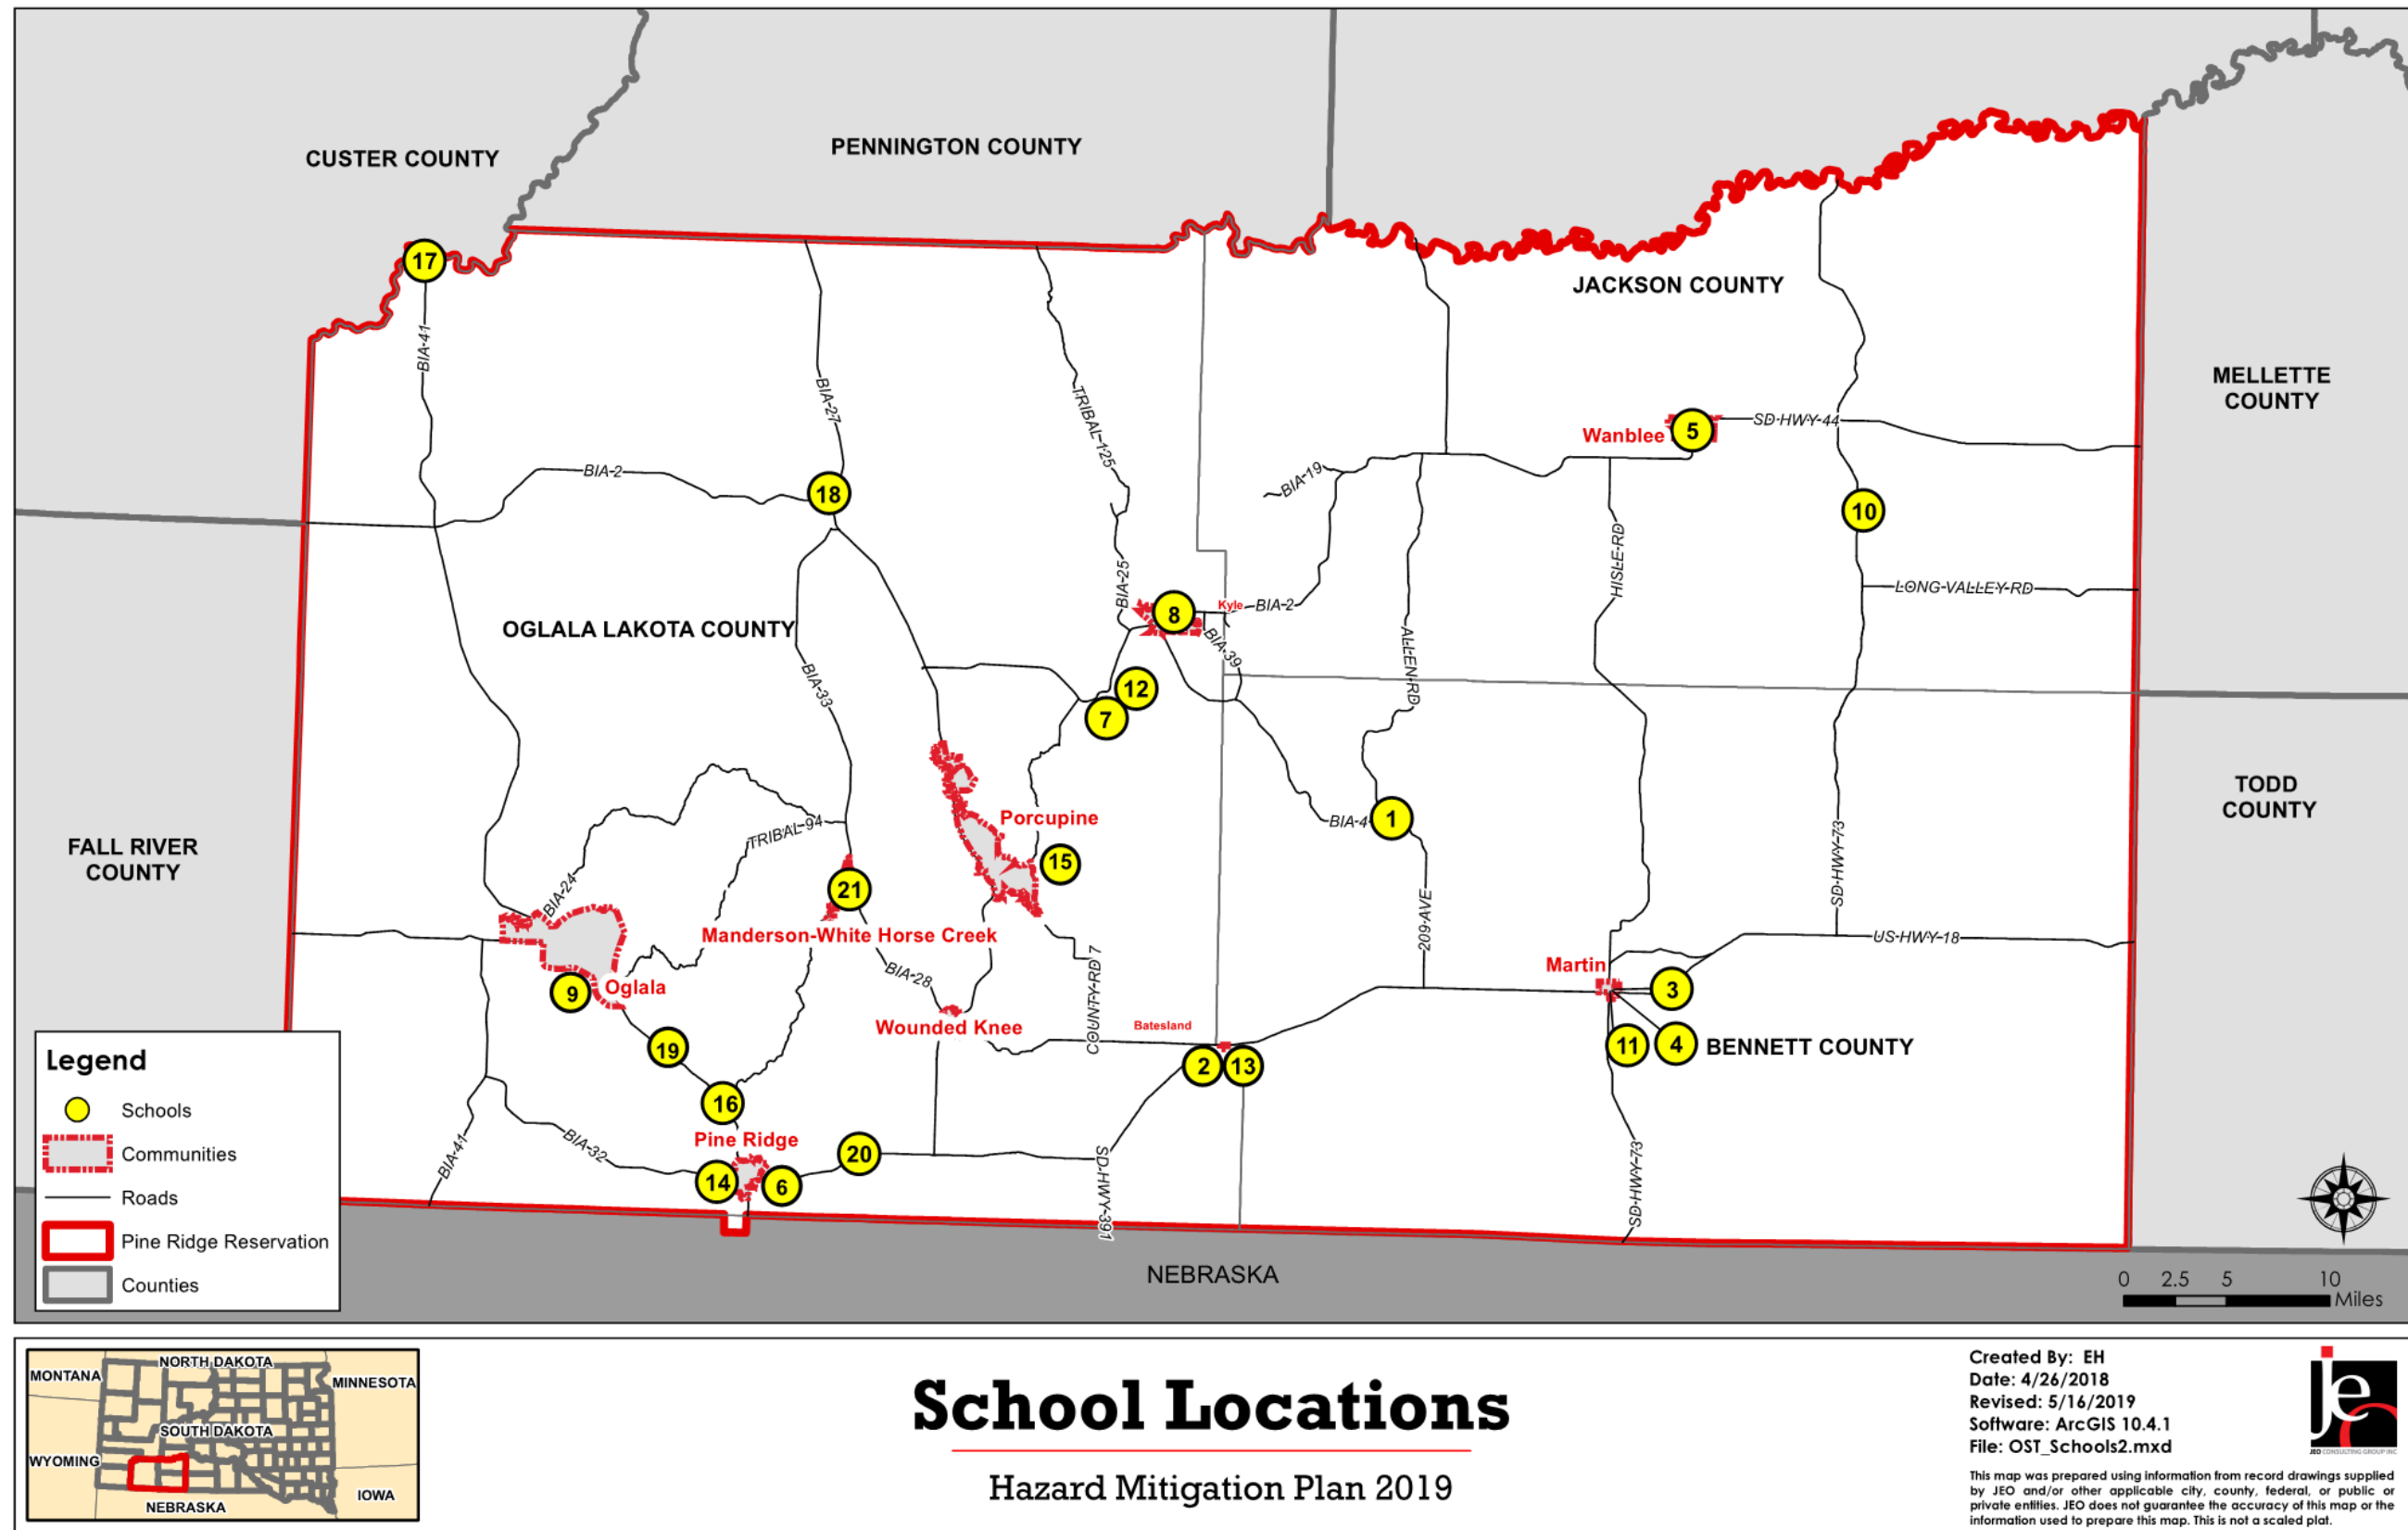 CUSTER COUNTY
PENNINGTON COUNTY
17
JACKSON COUNTY
BIA-41
BIA-27
TRIBAL-125
MELLETTE
COUNTY
Wanblee
5
SD-HWY-44
BIA-2
18
BIA-19
10
HISLE-RD
BIA-25
LONG-VALLEY-RD
8
Kyle
BIA-2
OGLALA LAKOTA COUNTY
BIA-39
ALLEN-RD
BIA-33
12
7
TODD
COUNTY
Porcupine
TRIBAL-94
BIA-4
1
FALL RIVER
COUNTY
15
SD-HWY-73
BIA-24
21
209-AVE
Manderson-White Horse Creek
US-HWY-18
BIA-28
COUNTY-RD 7
Martin
9
Oglala
3
Wounded Knee
Batesland
19
11
4
BENNETT COUNTY
2
13
16
Pine Ridge
BIA-32
BIA-41
20
14
6
SD-HWY-391
SD-HWY-73
NEBRASKA
Legend
Schools
Communities
Roads
Pine Ridge Reservation
Counties
0 2.5 5 10
Miles
NORTH DAKOTA
MONTANA
MINNESOTA
SOUTH DAKOTA
WYOMING
IOWA
NEBRASKA
School Locations
Hazard Mitigation Plan 2019
Created By: EH
Date: 4/26/2018
Revised: 5/16/2019
Software: ArcGIS 10.4.1
File: OST_Schools2.mxd
jeo
JEO CONSULTING GROUP INC
This map was prepared using information from record drawings supplied
by JEO and/or other applicable city, county, federal, or public or
private entities. JEO does not guarantee the accuracy of this map or the
information used to prepare this map. This is not a scaled plat.